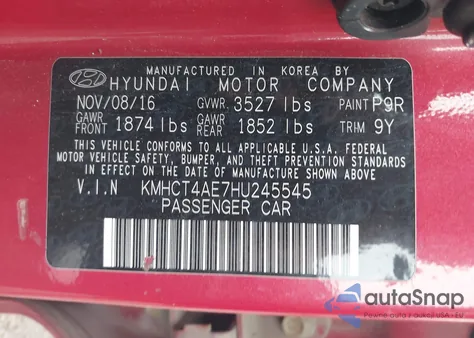 MANUFACTURED IN KOREA BY
HYUNDAI MOTOR COMPANY
NOV/08/16 GVWR 3527 lbs PAINT P9R
GAWR FRONT 1874 lbs GAWR REAR 1852 lbs TRIM 9Y
THIS VEHICLE CONFORMS TO ALL APPLICABLE U.S.A. FEDERAL
MOTOR VEHICLE SAFETY, BUMPER, AND THEFT PREVENTION STANDARDS
IN EFFECT ON THE DATE OF MANUFACTURE SHOWN ABOVE.
V.I.N KMHCT4AE7HU245545
PASSENGER CAR
autoSnap